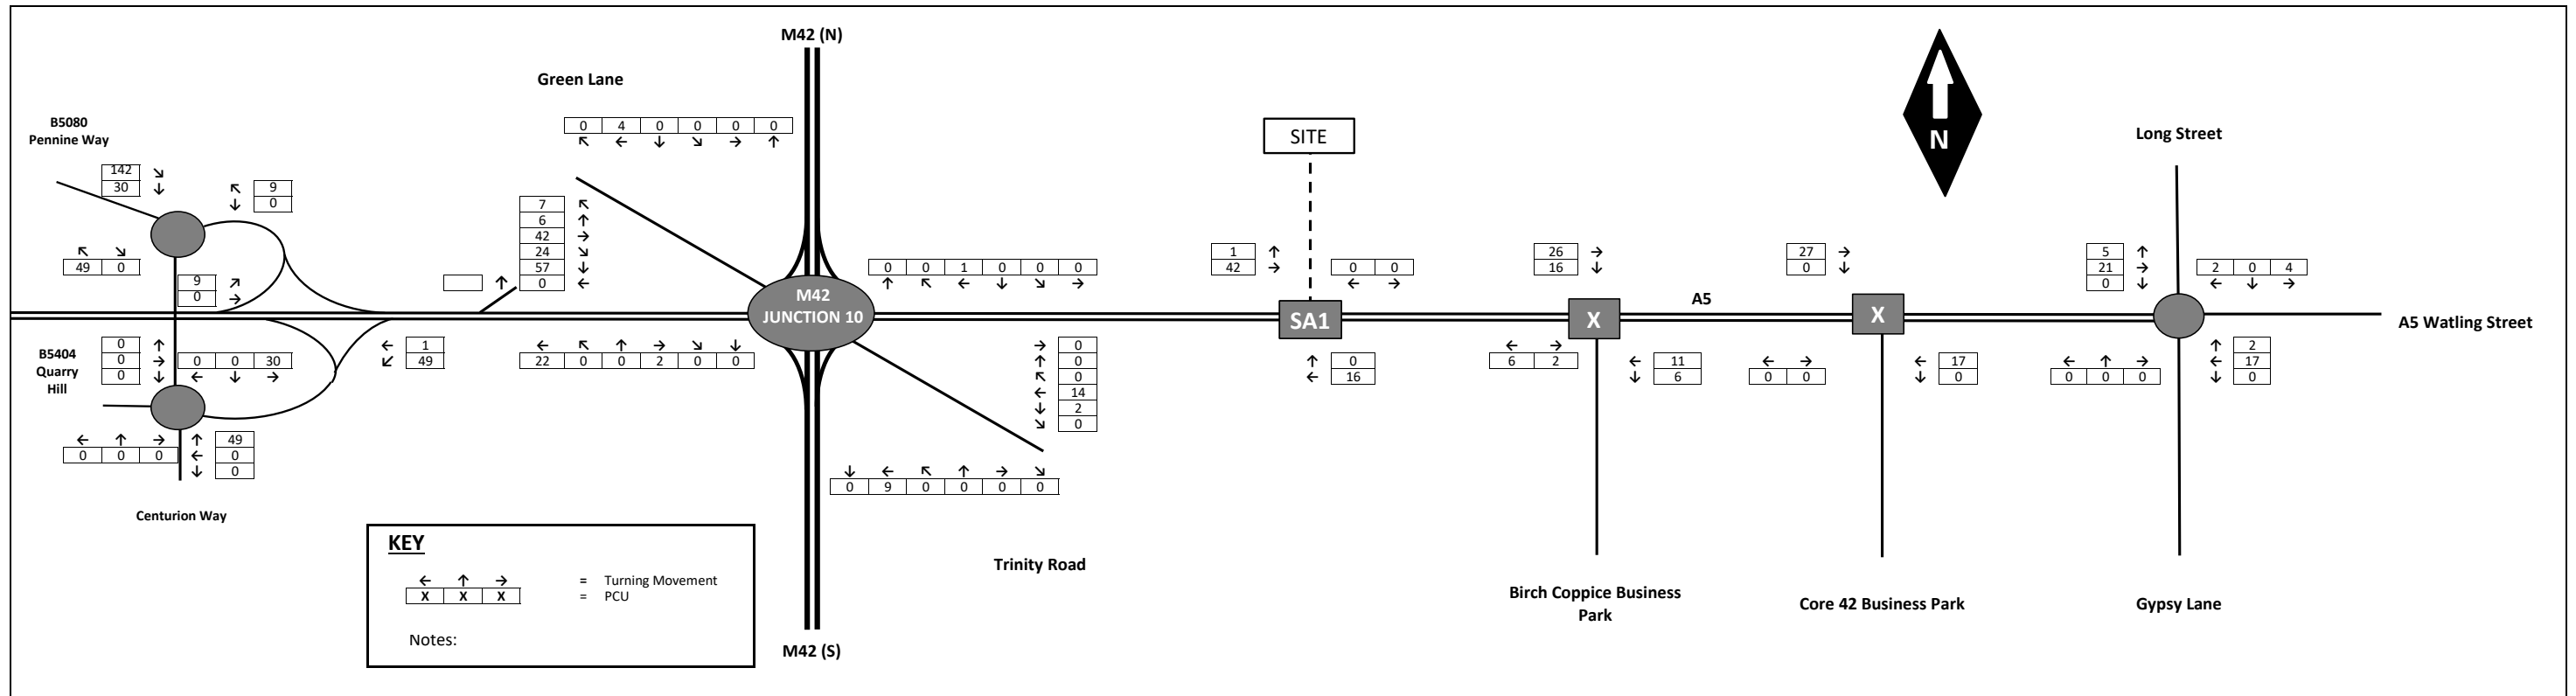 M42 (N)
Green Lane
B5080
Pennine Way
0 4 0 0 0 0
↖ ← ↓ ↘ → ↑
SITE
N
Long Street
142 ↘
30 ↓
↖ 9
↓ 0
7 ↖
6 ↑
42 →
24 ↘
57 ↓
0 ←
↖ ↘
49 0
9 ↗
0 →
↑
0 0 1 0 0 0
↑ ↖ ← ↓ ↘ →
1 ↑
42 →
0 0
← →
26 →
16 ↓
27 →
0 ↓
5 ↑
21 →
0 ↓
2 0 4
← ↓ →
M42
JUNCTION 10
SA1
X
A5
X
A5 Watling Street
B5404
Quarry
Hill
0 ↑
0 →
0 ↓
0 0 30
← ↓ →
← 1
↙ 49
← ↖ ↑ → ↘ ↓
22 0 0 2 0 0
→ 0
↑ 0
↖ 0
← 14
↓ 2
↘ 0
↑ 0
← 16
← →
6 2
← 11
↓ 6
← →
0 0
← 17
↓ 0
← ↑ →
0 0 0
↑ 2
← 17
↓ 0
← ↑ →
0 0 0
↑ 49
← 0
↓ 0
↓ ← ↖ ↑ → ↘
0 9 0 0 0 0
Centurion Way
KEY
← ↑ → = Turning Movement
X X X = PCU
Notes:
Trinity Road
M42 (S)
Birch Coppice Business
Park
Core 42 Business Park
Gypsy Lane